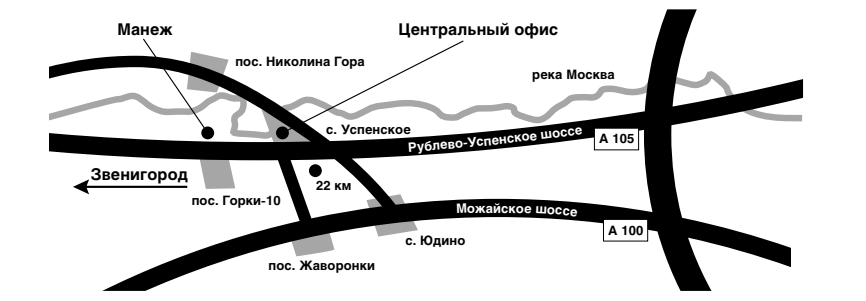 Манеж
Центральный офис
пос. Николина Гора
река Москва
с. Успенское
Рублево-Успенское шоссе
А 105
Звенигород
22 км
пос. Горки-10
Можайское шоссе
А 100
с. Юдино
пос. Жаворонки